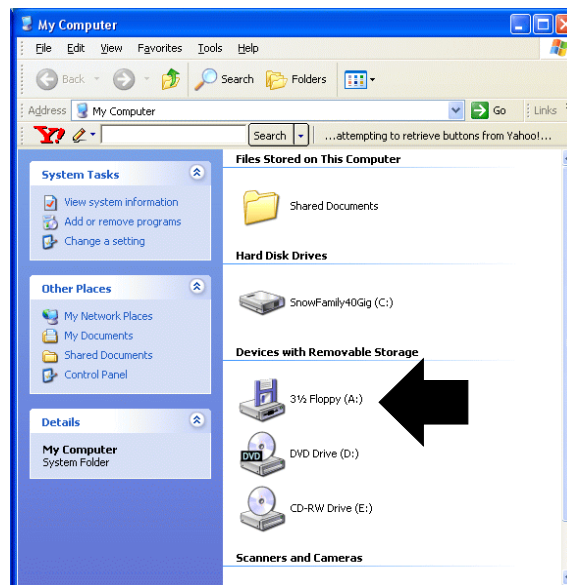 My Computer
File Edit View Favorites Tools Help
Back Search Folders
Address My Computer Go Links
Y! Search ...attempting to retrieve buttons from Yahoo!...
System Tasks
View system information
Add or remove programs
Change a setting
Other Places
My Network Places
My Documents
Shared Documents
Control Panel
Details
My Computer
System Folder
Files Stored on This Computer
Shared Documents
Hard Disk Drives
SnowFamily40Gig (C:)
Devices with Removable Storage
3½ Floppy (A:)
DVD
DVD Drive (D:)
CD-RW Drive (E:)
Scanners and Cameras